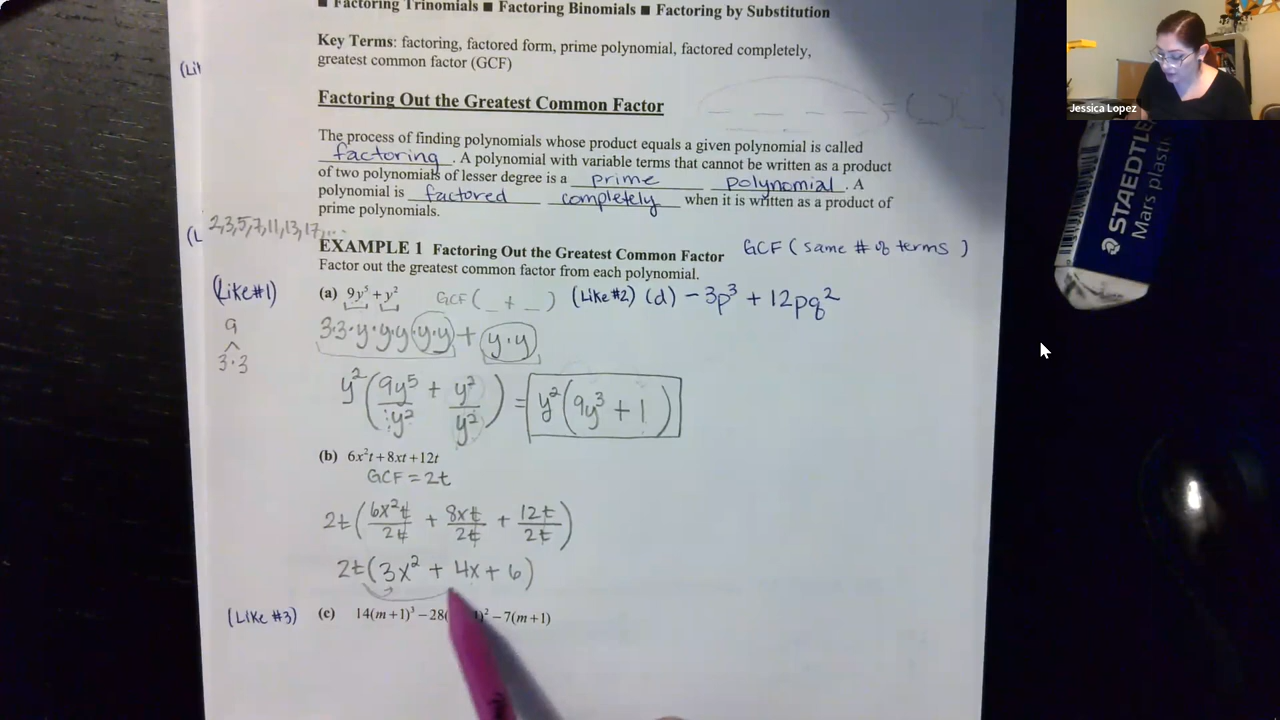 ■ Factoring Trinomials ■ Factoring Binomials ■ Factoring by Substitution
Key Terms: factoring, factored form, prime polynomial, factored completely,
greatest common factor (GCF)
Jessica Lopez
Factoring Out the Greatest Common Factor
The process of finding polynomials whose product equals a given polynomial is called
factoring. A polynomial with variable terms that cannot be written as a product
of two polynomials of lesser degree is a prime polynomial. A
polynomial is factored completely when it is written as a product of
prime polynomials.
2,3,5,7,11,13,17,...
EXAMPLE 1 Factoring Out the Greatest Common Factor GCF (same # of terms)
Factor out the greatest common factor from each polynomial.
(Like #1) (a) 9y⁵ + y² GCF( _ + _ ) (Like #2) (d) -3p³ + 12pq²
9
3·3
3·3·y·y·y·y·y + y·y
y²(9y⁵/y² + y²/y²) = y²(9y³ + 1)
(b) 6x²t + 8xt + 12t
GCF = 2t
2t(6x²t/2t + 8xt/2t + 12t/2t)
2t(3x² + 4x + 6)
(Like #3) (c) 14(m+1)³ − 28( )² − 7(m+1)
STAEDTLER
Mars plastic